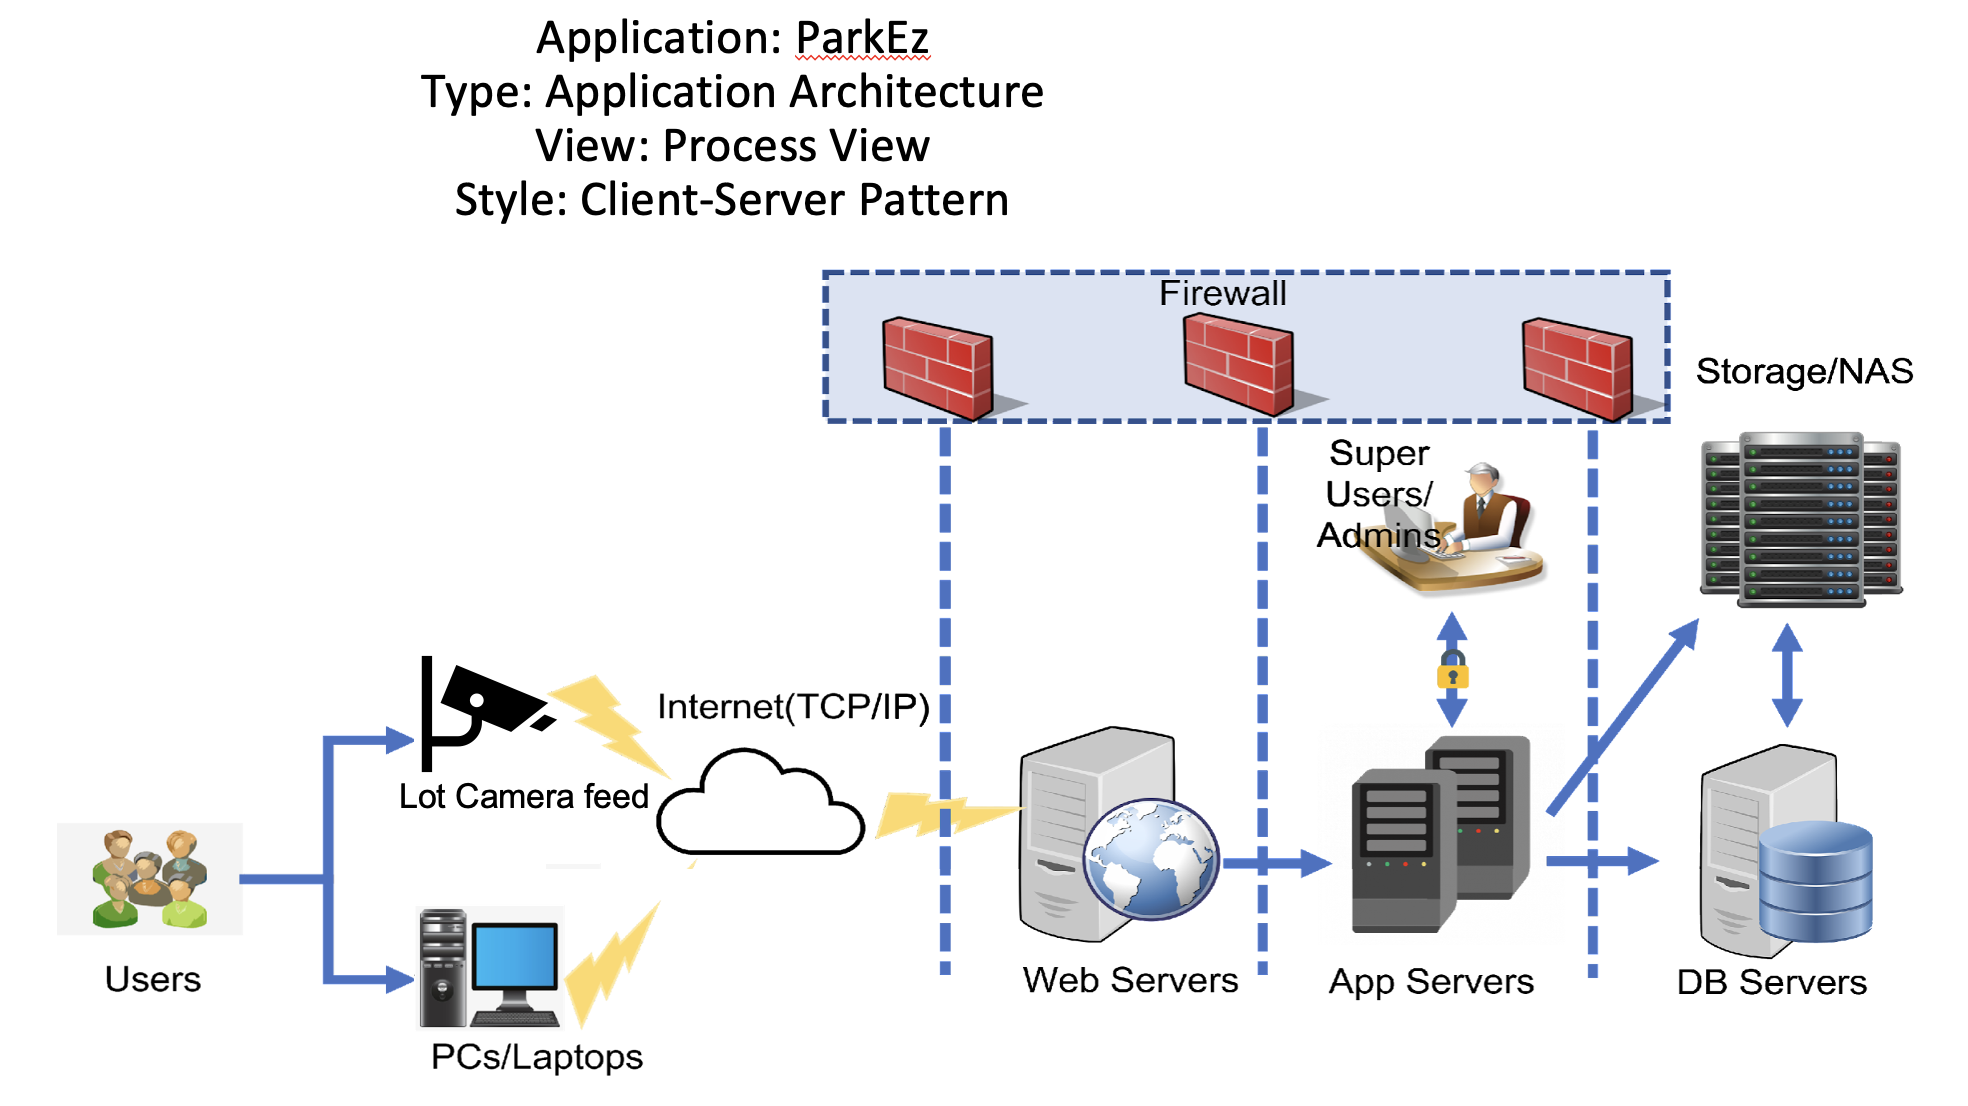 Application: ParkEz
Type: Application Architecture
View: Process View
Style: Client-Server Pattern
Firewall
Storage/NAS
Super
Users/
Admins
Internet(TCP/IP)
Lot Camera feed
Users
Web Servers
App Servers
DB Servers
PCs/Laptops